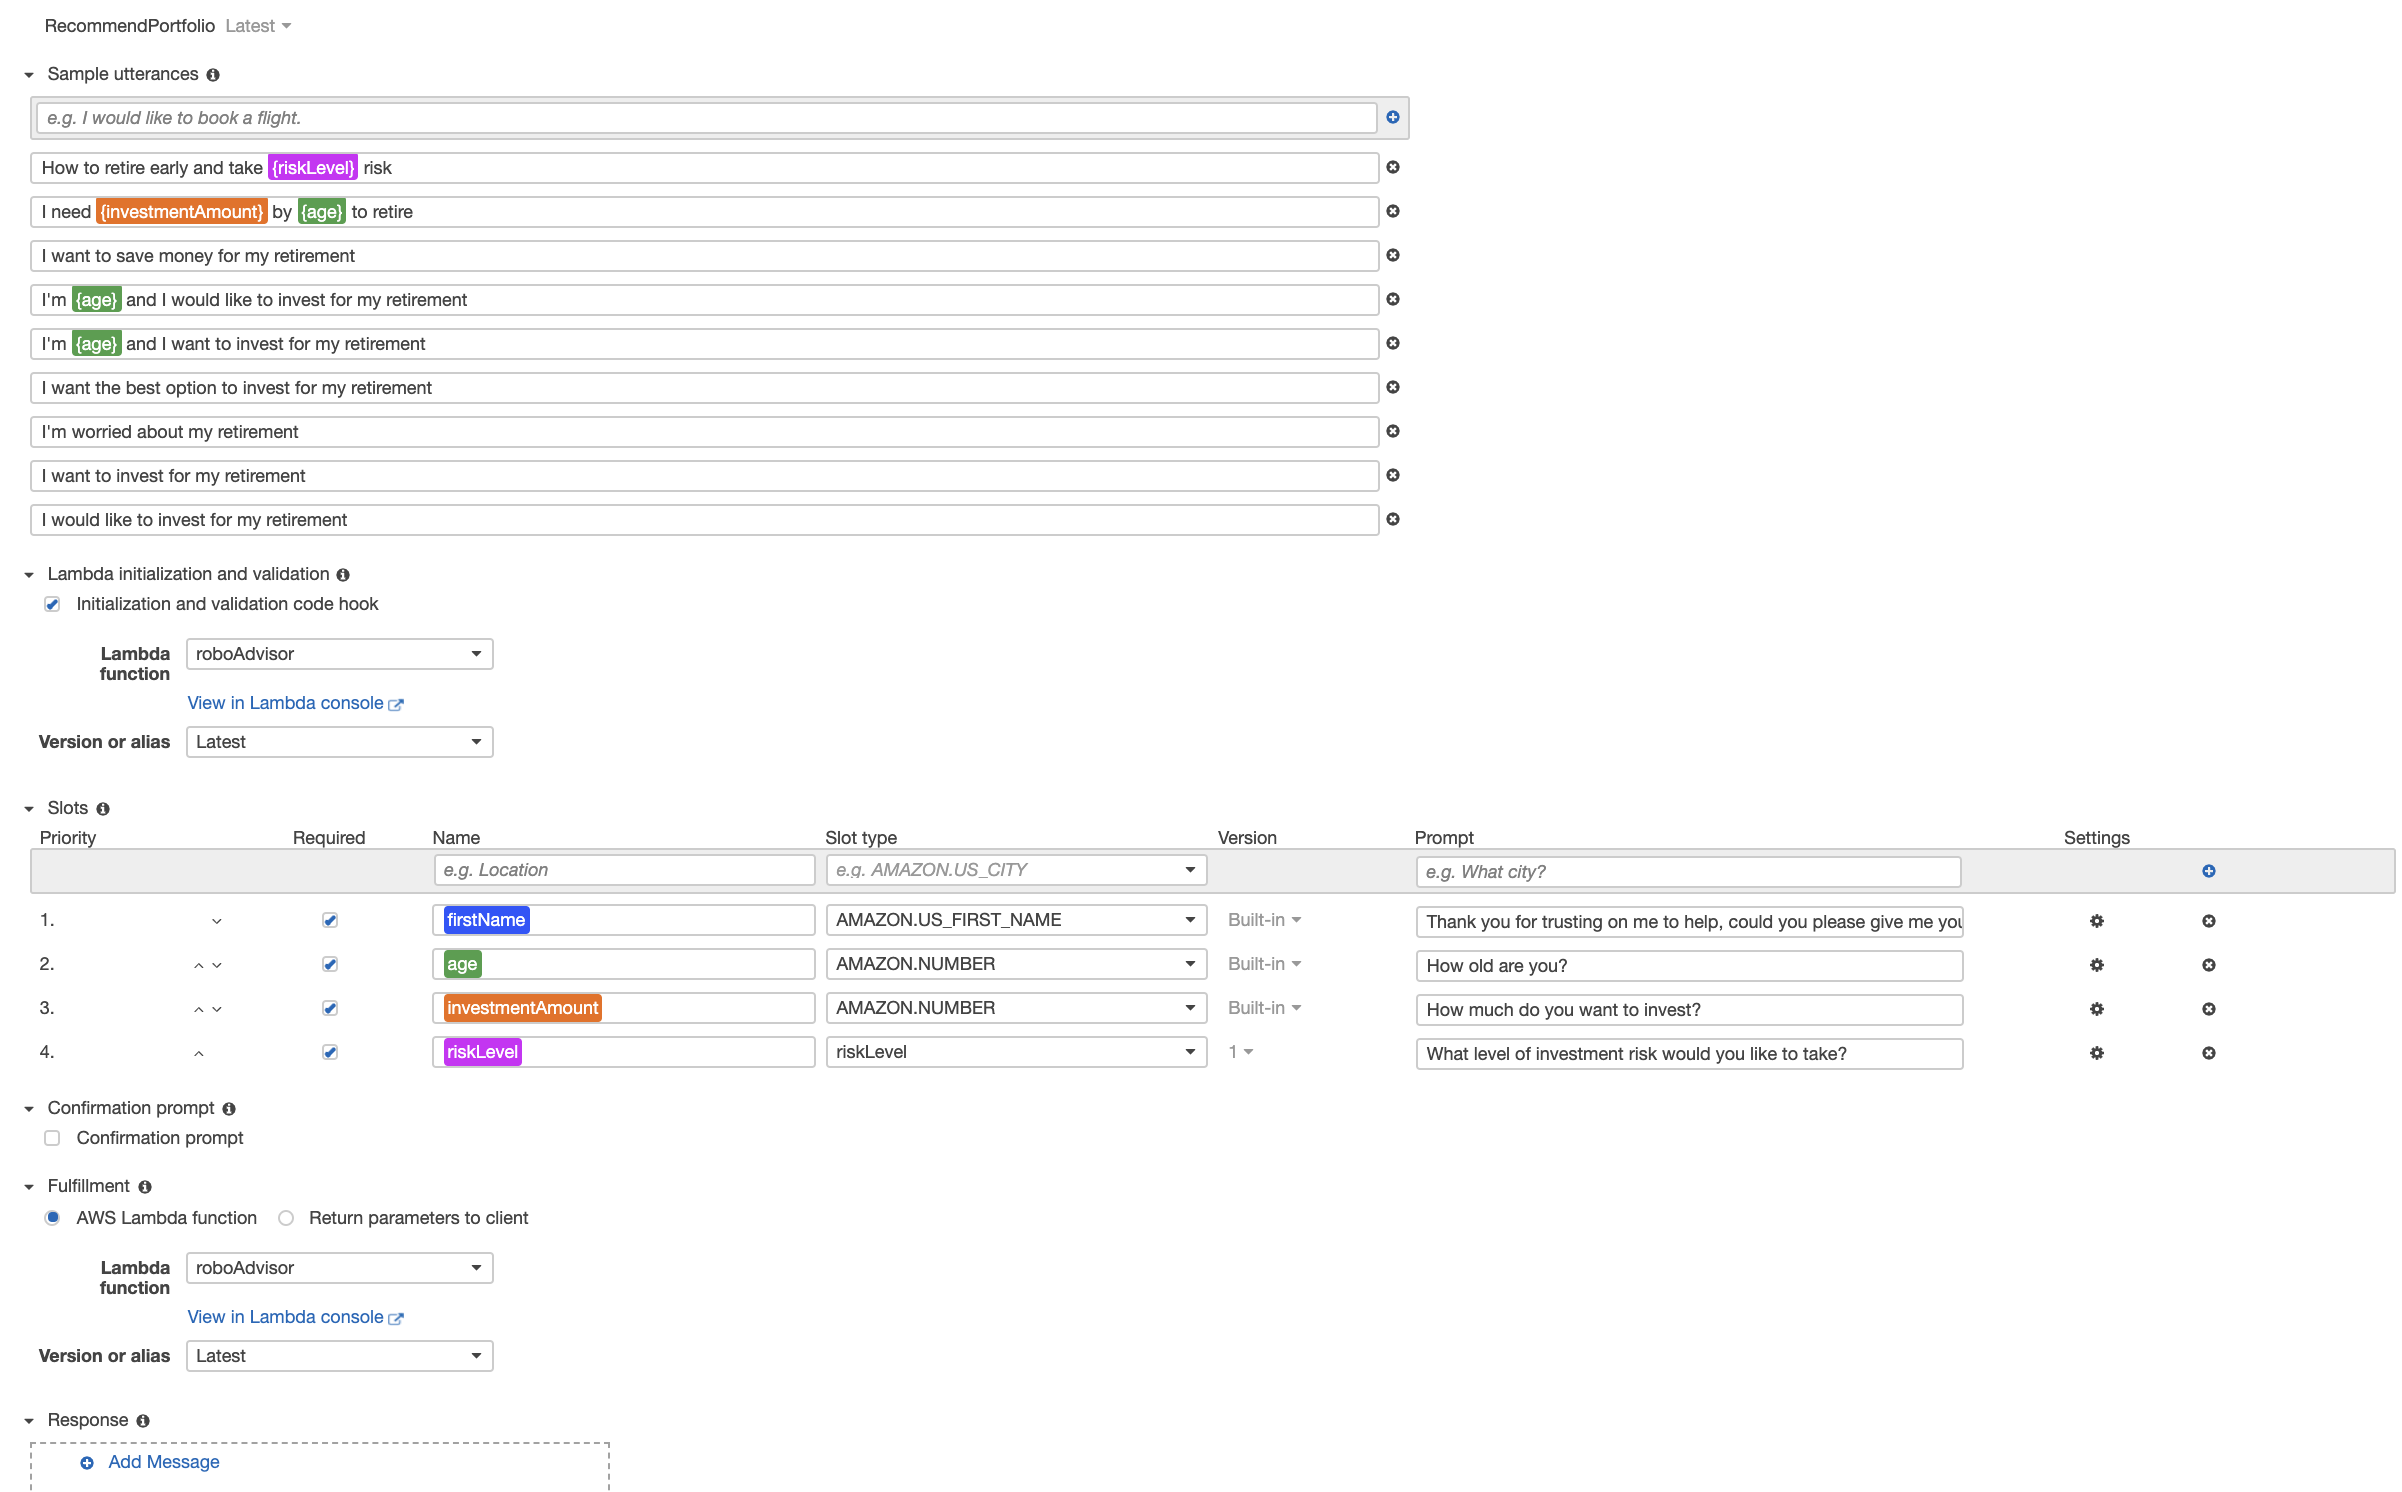 RecommendPortfolio Latest
Sample utterances
e.g. I would like to book a flight.
How to retire early and take {riskLevel} risk
I need {investmentAmount} by {age} to retire
I want to save money for my retirement
I'm {age} and I would like to invest for my retirement
I'm {age} and I want to invest for my retirement
I want the best option to invest for my retirement
I'm worried about my retirement
I want to invest for my retirement
I would like to invest for my retirement
Lambda initialization and validation
Initialization and validation code hook
Lambda function roboAdvisor
View in Lambda console
Version or alias Latest
Slots
Priority Required Name Slot type Version Prompt Settings
e.g. Location e.g. AMAZON.US_CITY e.g. What city?
1. firstName AMAZON.US_FIRST_NAME Built-in Thank you for trusting on me to help, could you please give me you
2. age AMAZON.NUMBER Built-in How old are you?
3. investmentAmount AMAZON.NUMBER Built-in How much do you want to invest?
4. riskLevel riskLevel 1 What level of investment risk would you like to take?
Confirmation prompt
Confirmation prompt
Fulfillment
AWS Lambda function Return parameters to client
Lambda function roboAdvisor
View in Lambda console
Version or alias Latest
Response
Add Message